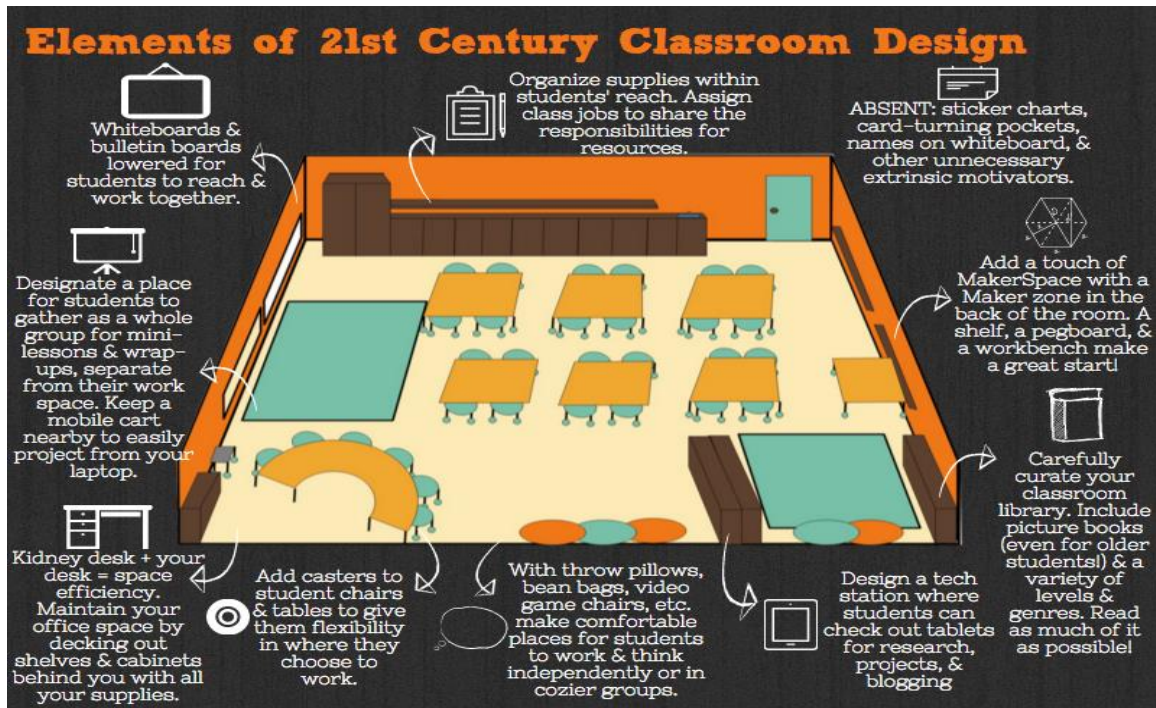 Elements of 21st Century Classroom Design
Whiteboards &
bulletin boards
lowered for
students to reach &
work together.
Organize supplies within
students' reach. Assign
class jobs to share the
responsibilities for
resources.
ABSENT: sticker charts,
card-turning pockets,
names on whiteboard, &
other unnecessary
extrinsic motivators.
Designate a place
for students to
gather as a whole
group for mini-
lessons & wrap-
ups, separate
from their work
space. Keep a
mobile cart
nearby to easily
project from your
laptop.
Add a touch of
MakerSpace with a
Maker zone in the
back of the room. A
shelf, a pegboard, &
a workbench make
a great start!
Carefully
curate your
classroom
library. Include
picture books
(even for older
students!) & a
variety of
levels &
genres. Read
as much of it
as possible!
Kidney desk + your
desk = space
efficiency.
Maintain your
office space by
decking out
shelves & cabinets
behind you with all
your supplies.
Add casters to
student chairs
& tables to give
them flexibility
in where they
choose to
work.
With throw pillows,
bean bags, video
game chairs, etc.
make comfortable
places for students
to work & think
independently or in
cozier groups.
Design a tech
station where
students can
check out tablets
for research,
projects, &
blogging